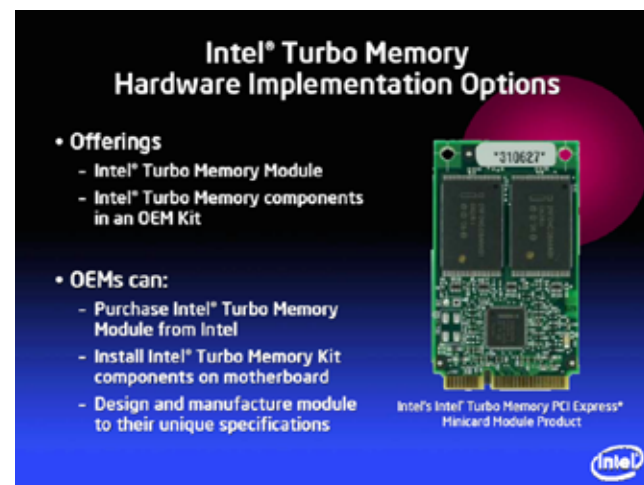 Intel® Turbo Memory
Hardware Implementation Options
• Offerings
– Intel® Turbo Memory Module
– Intel® Turbo Memory components
in an OEM Kit
• OEMs can:
– Purchase Intel® Turbo Memory
Module from Intel
– Install Intel® Turbo Memory Kit
components on motherboard
– Design and manufacture module
to their unique specifications
*310627*
Intel's Intel® Turbo Memory PCI Express*
Minicard Module Product
intel